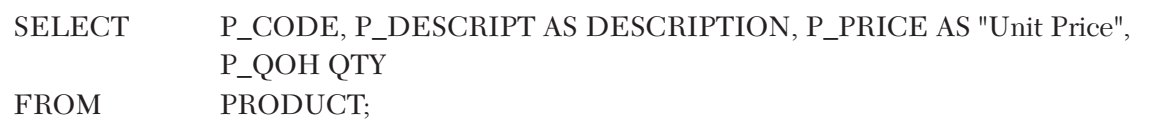 SELECT P_CODE, P_DESCRIPT AS DESCRIPTION, P_PRICE AS "Unit Price",
P_QOH QTY
FROM PRODUCT;